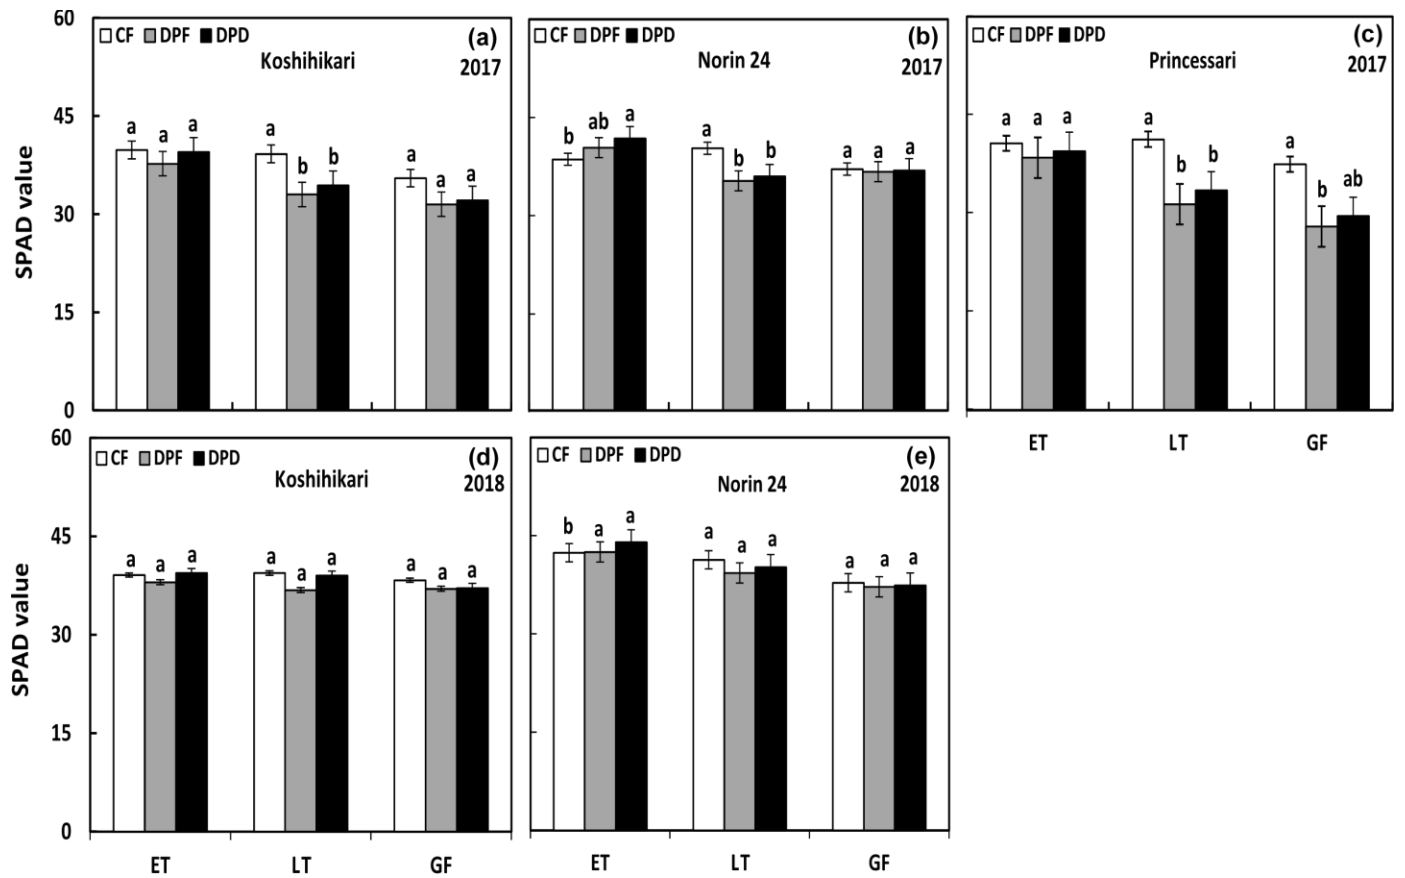 60
45
30
15
0
SPAD value
CF DPF DPD
(a)
Koshihikari
2017
a a a
a b b
a a a
CF DPF DPD
(b)
Norin 24
2017
b ab a
a b b
a a a
CF DPF DPD
(c)
Princessari
2017
a a a
a b b
a b ab
ET LT GF
60
45
30
15
0
SPAD value
CF DPF DPD
(d)
Koshihikari
2018
a a a
a a a
a a a
ET LT GF
CF DPF DPD
(e)
Norin 24
2018
b a a
a a a
a a a
ET LT GF